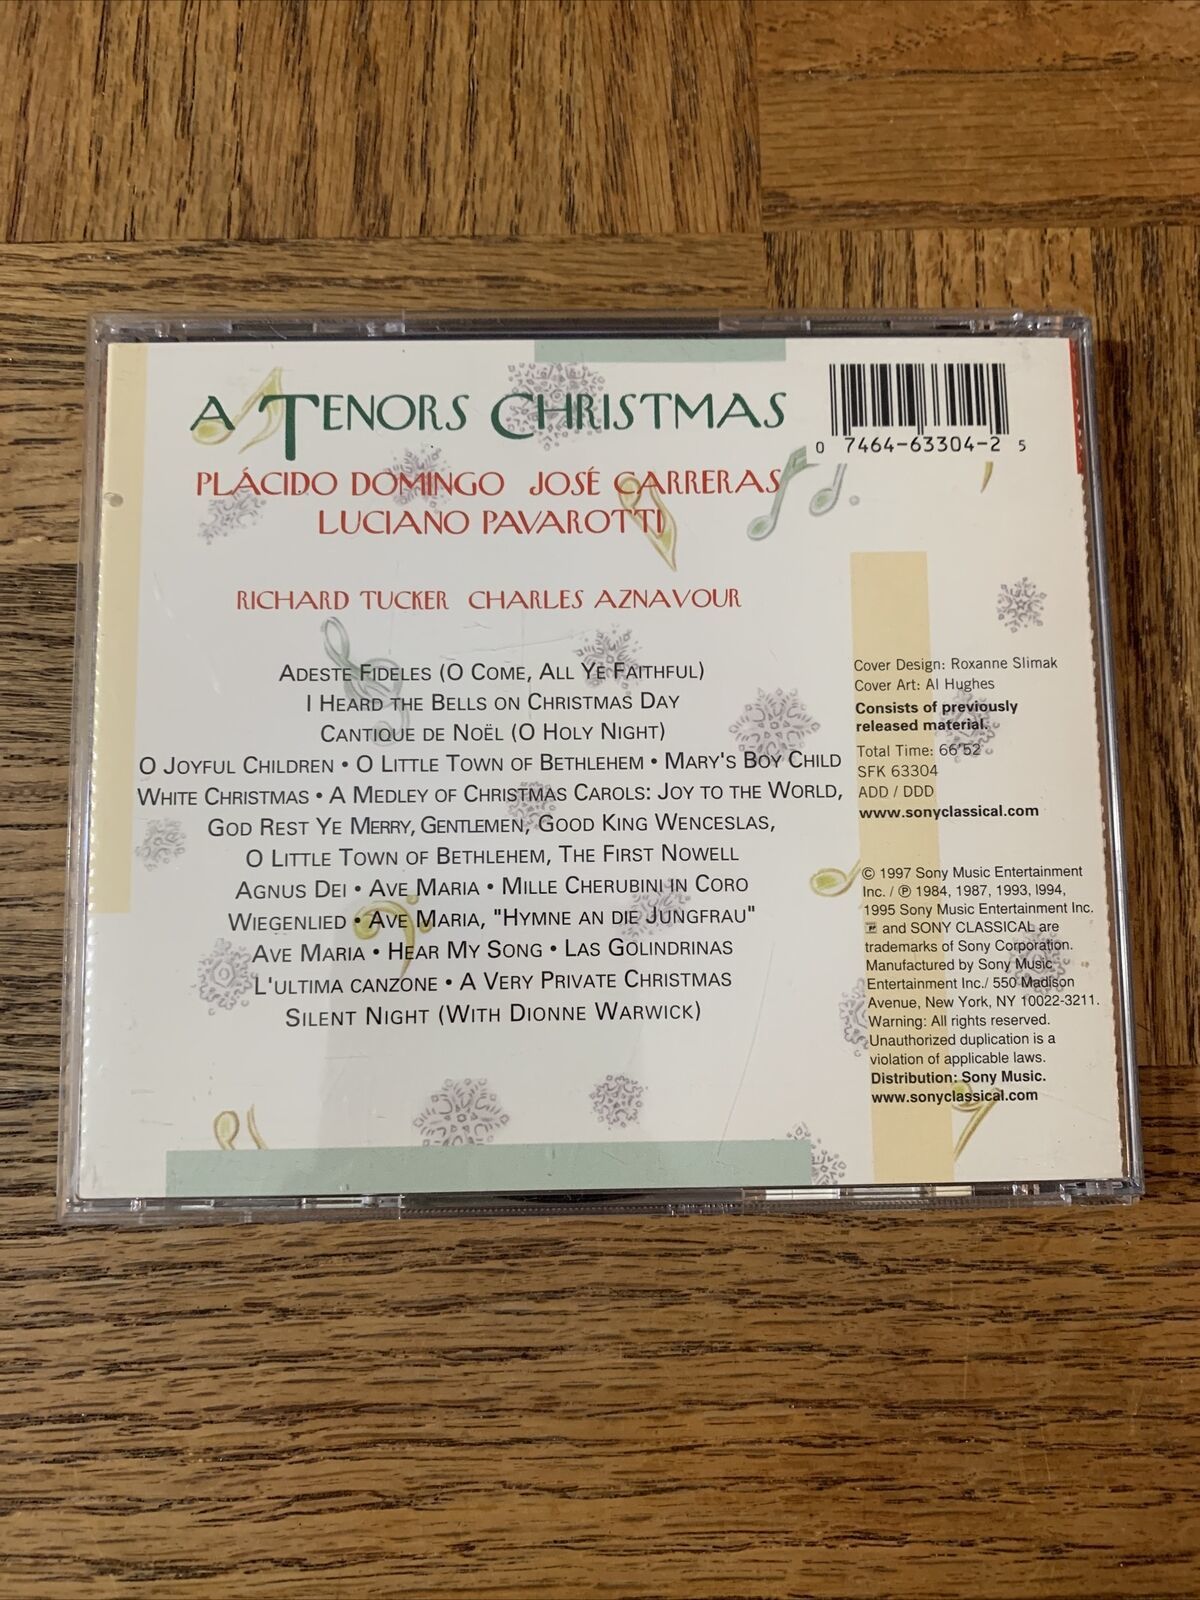 A TENORS CHRISTMAS
PLÁCIDO DOMINGO JOSÉ CARRERAS
LUCIANO PAVAROTTI
RICHARD TUCKER CHARLES AZNAVOUR
ADESTE FIDELES (O COME, ALL YE FAITHFUL)
I HEARD THE BELLS ON CHRISTMAS DAY
CANTIQUE DE NOËL (O HOLY NIGHT)
O JOYFUL CHILDREN • O LITTLE TOWN OF BETHLEHEM • MARY'S BOY CHILD
WHITE CHRISTMAS • A MEDLEY OF CHRISTMAS CAROLS: JOY TO THE WORLD,
GOD REST YE MERRY, GENTLEMEN, GOOD KING WENCESLAS,
O LITTLE TOWN OF BETHLEHEM, THE FIRST NOWELL
AGNUS DEI • AVE MARIA • MILLE CHERUBINI IN CORO
WIEGENLIED • AVE MARIA, "HYMNE AN DIE JUNGFRAU"
AVE MARIA • HEAR MY SONG • LAS GOLINDRINAS
L'ULTIMA CANZONE • A VERY PRIVATE CHRISTMAS
SILENT NIGHT (WITH DIONNE WARWICK)
0 7464-63304-2 5
Cover Design: Roxanne Slimak
Cover Art: Al Hughes
Consists of previously
released material.
Total Time: 66'52
SFK 63304
ADD / DDD
www.sonyclassical.com
© 1997 Sony Music Entertainment
Inc. / ℗ 1984, 1987, 1993, l994,
1995 Sony Music Entertainment Inc.
and SONY CLASSICAL are
trademarks of Sony Corporation.
Manufactured by Sony Music
Entertainment Inc./ 550 Madison
Avenue, New York, NY 10022-3211.
Warning: All rights reserved.
Unauthorized duplication is a
violation of applicable laws.
Distribution: Sony Music.
www.sonyclassical.com